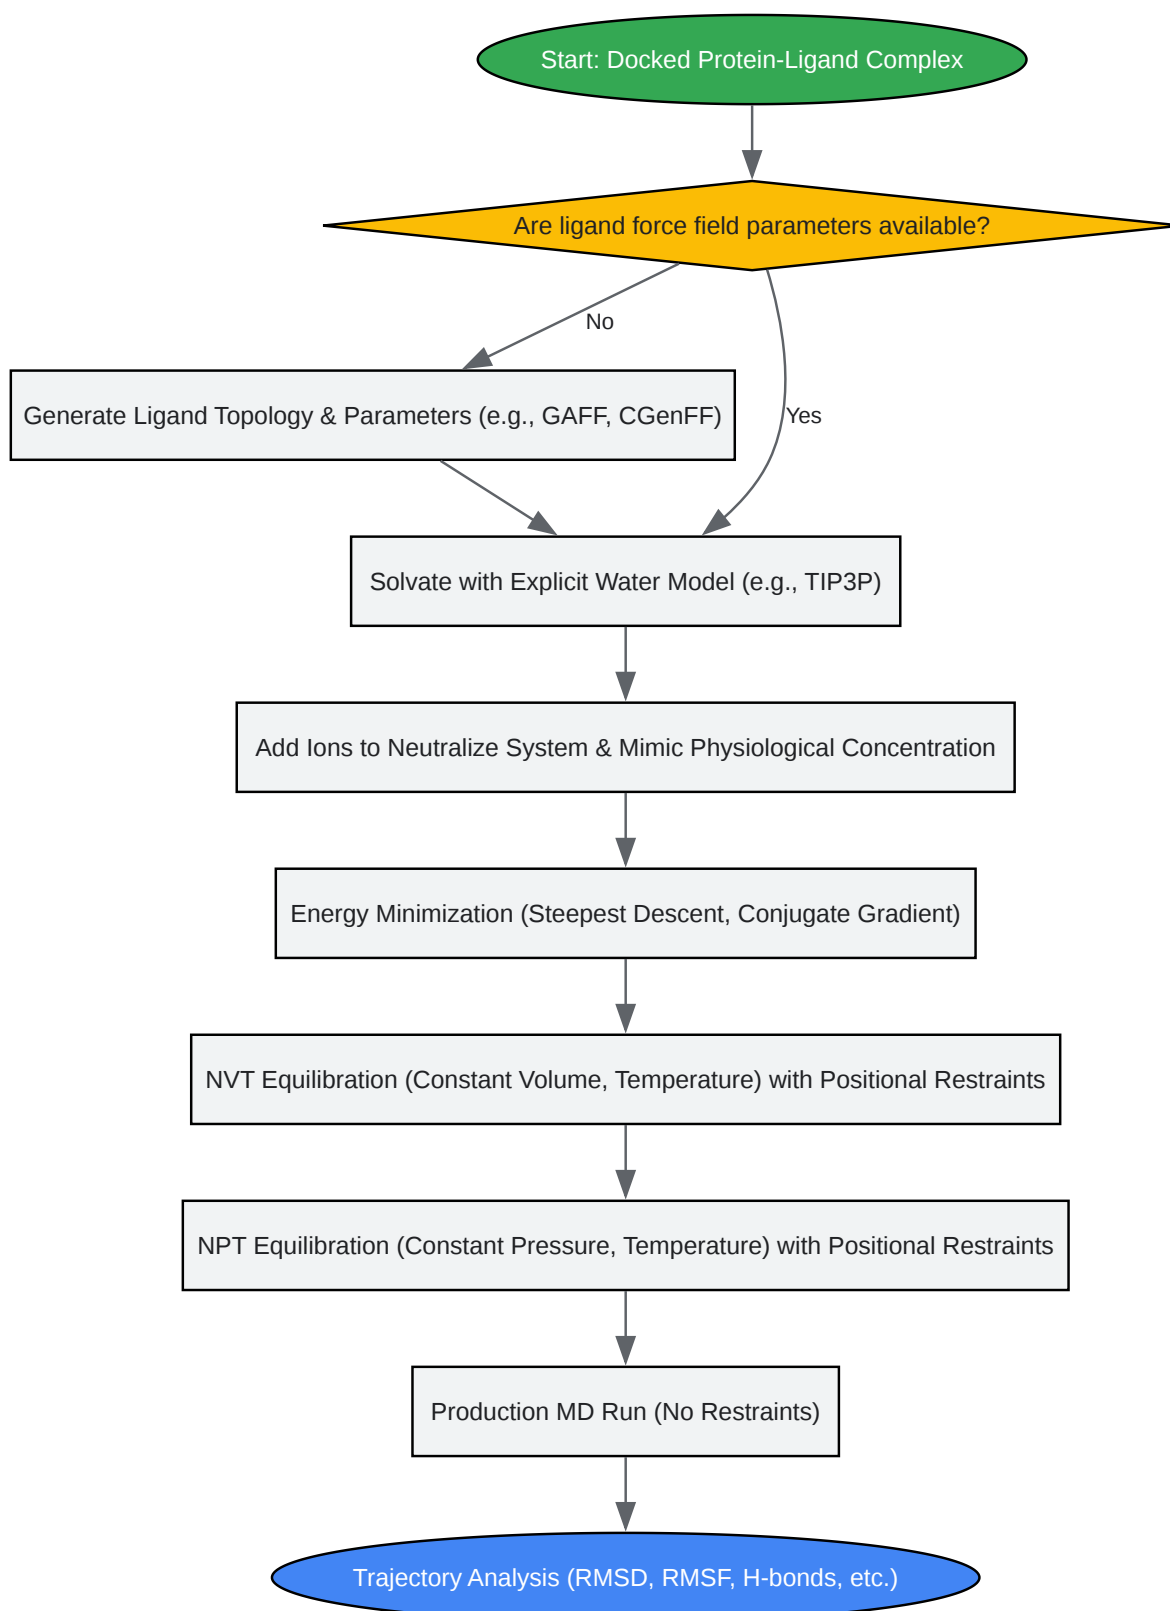 Start: Docked Protein-Ligand Complex
Are ligand force field parameters available?
No
Generate Ligand Topology & Parameters (e.g., GAFF, CGenFF)
Yes
Solvate with Explicit Water Model (e.g., TIP3P)
Add Ions to Neutralize System & Mimic Physiological Concentration
Energy Minimization (Steepest Descent, Conjugate Gradient)
NVT Equilibration (Constant Volume, Temperature) with Positional Restraints
NPT Equilibration (Constant Pressure, Temperature) with Positional Restraints
Production MD Run (No Restraints)
Trajectory Analysis (RMSD, RMSF, H-bonds, etc.)